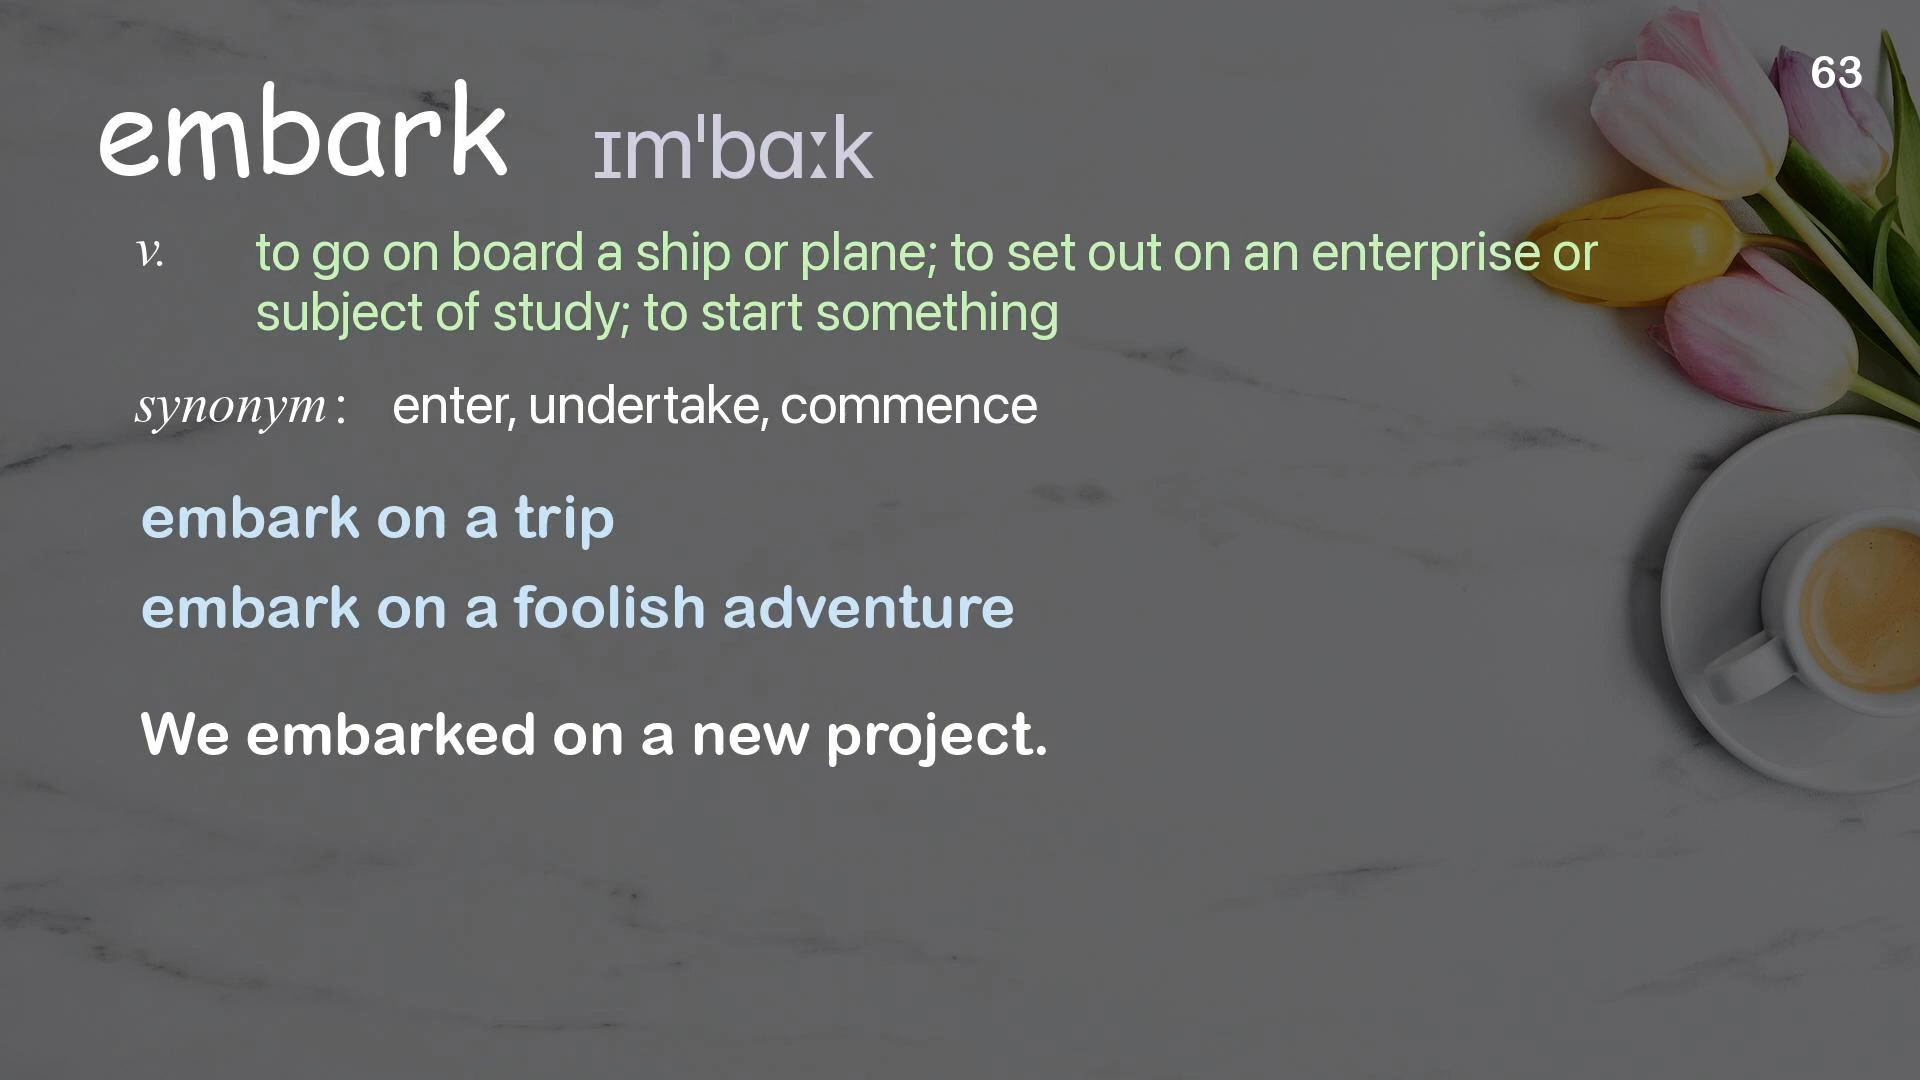 63
embark ɪmˈbɑːk
v. to go on board a ship or plane; to set out on an enterprise or
subject of study; to start something
synonym: enter, undertake, commence
embark on a trip
embark on a foolish adventure
We embarked on a new project.